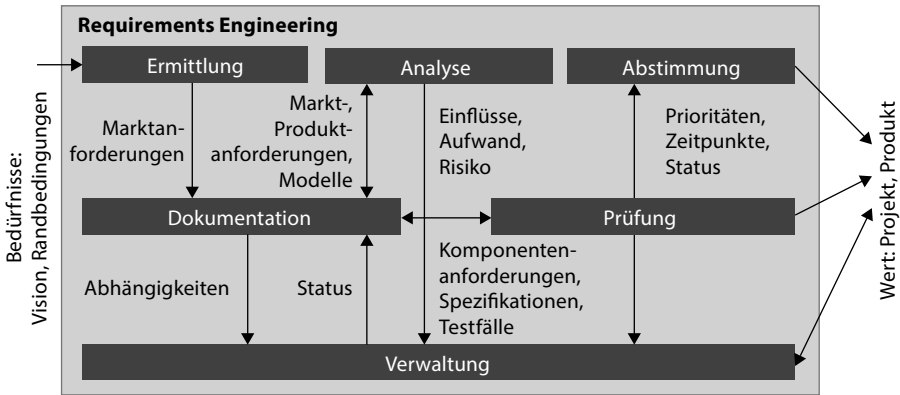 Requirements Engineering
Bedürfnisse:
Vision, Randbedingungen
Ermittlung
Analyse
Abstimmung
Marktan-
forderungen
Markt-,
Produkt-
anforderungen,
Modelle
Einflüsse,
Aufwand,
Risiko
Prioritäten,
Zeitpunkte,
Status
Dokumentation
Prüfung
Abhängigkeiten
Status
Komponenten-
anforderungen,
Spezifikationen,
Testfälle
Verwaltung
Wert: Projekt, Produkt